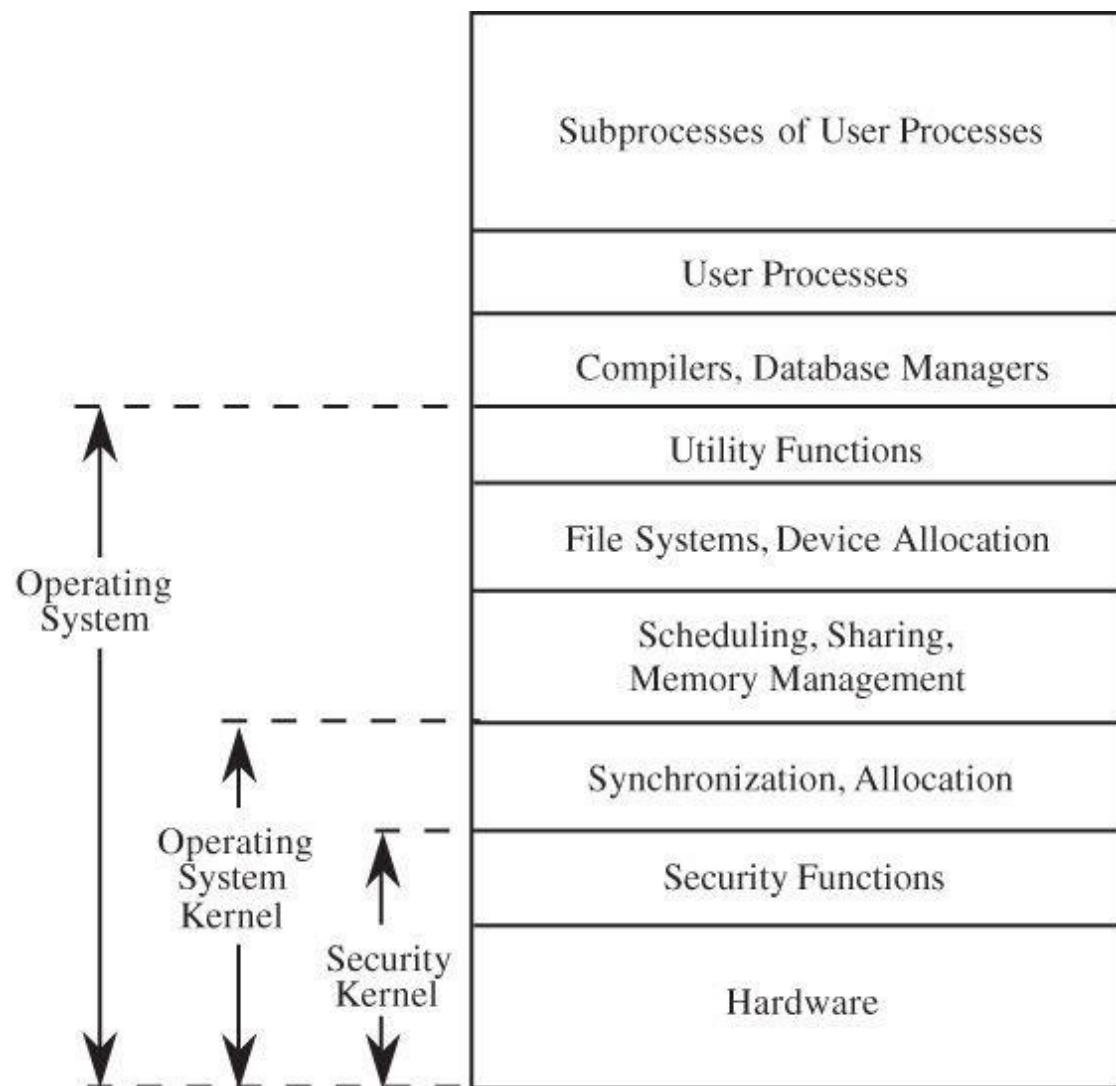 Subprocesses of User Processes
User Processes
Compilers, Database Managers
Utility Functions
File Systems, Device Allocation
Scheduling, Sharing,
Memory Management
Synchronization, Allocation
Security Functions
Hardware
Operating
System
Operating
System
Kernel
Security
Kernel